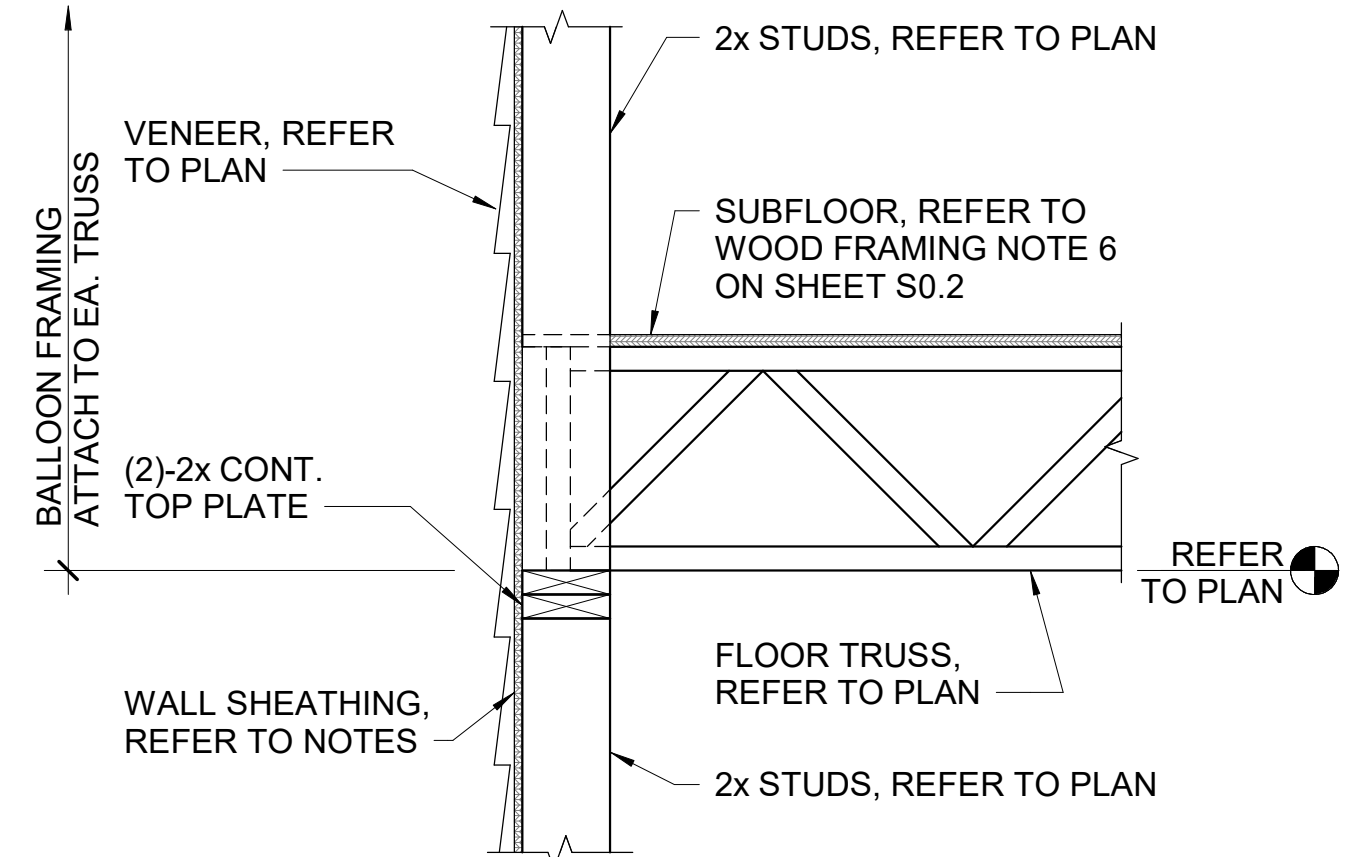 2x STUDS, REFER TO PLAN
VENEER, REFER
TO PLAN
BALLOON FRAMING
ATTACH TO EA. TRUSS
SUBFLOOR, REFER TO
WOOD FRAMING NOTE 6
ON SHEET S0.2
(2)-2x CONT.
TOP PLATE
REFER
TO PLAN
FLOOR TRUSS,
REFER TO PLAN
WALL SHEATHING,
REFER TO NOTES
2x STUDS, REFER TO PLAN